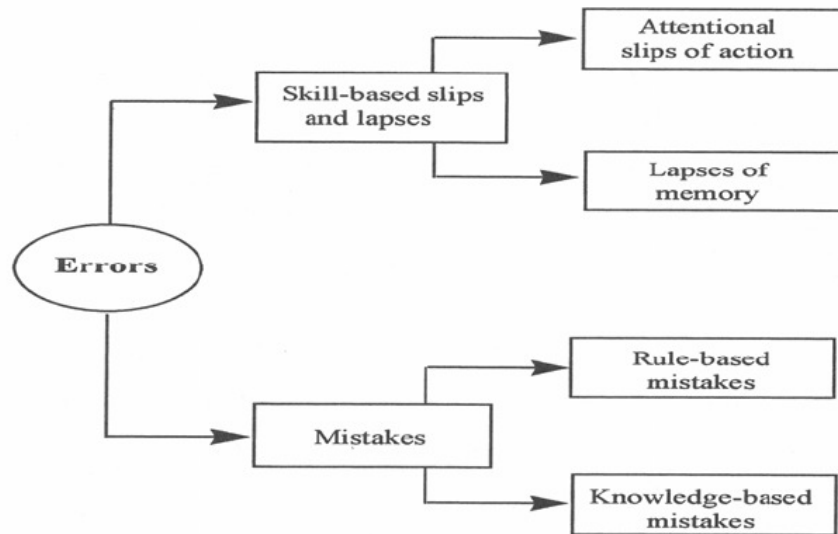 Attentional
slips of action
Skill-based slips
and lapses
Lapses of
memory
Errors
Rule-based
mistakes
Mistakes
Knowledge-based
mistakes